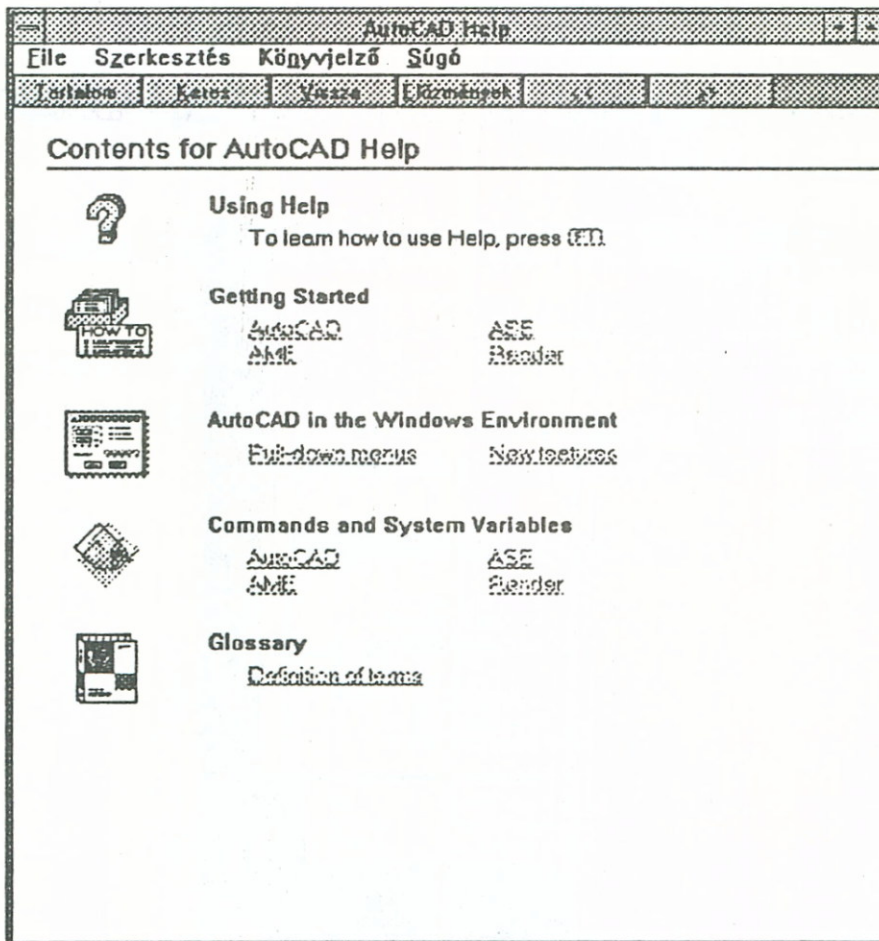 AutoCAD Help
File Szerkesztés Könyvjelző Súgó
Tartalom Keres Vissza Előzmények << >>
Contents for AutoCAD Help
Using Help
To learn how to use Help, press F1.
Getting Started
HOW TO
AutoCAD ASE
AME Render
AutoCAD in the Windows Environment
Pull-down menus New features
Commands and System Variables
AutoCAD ASE
AME Render
Glossary
Definition of terms